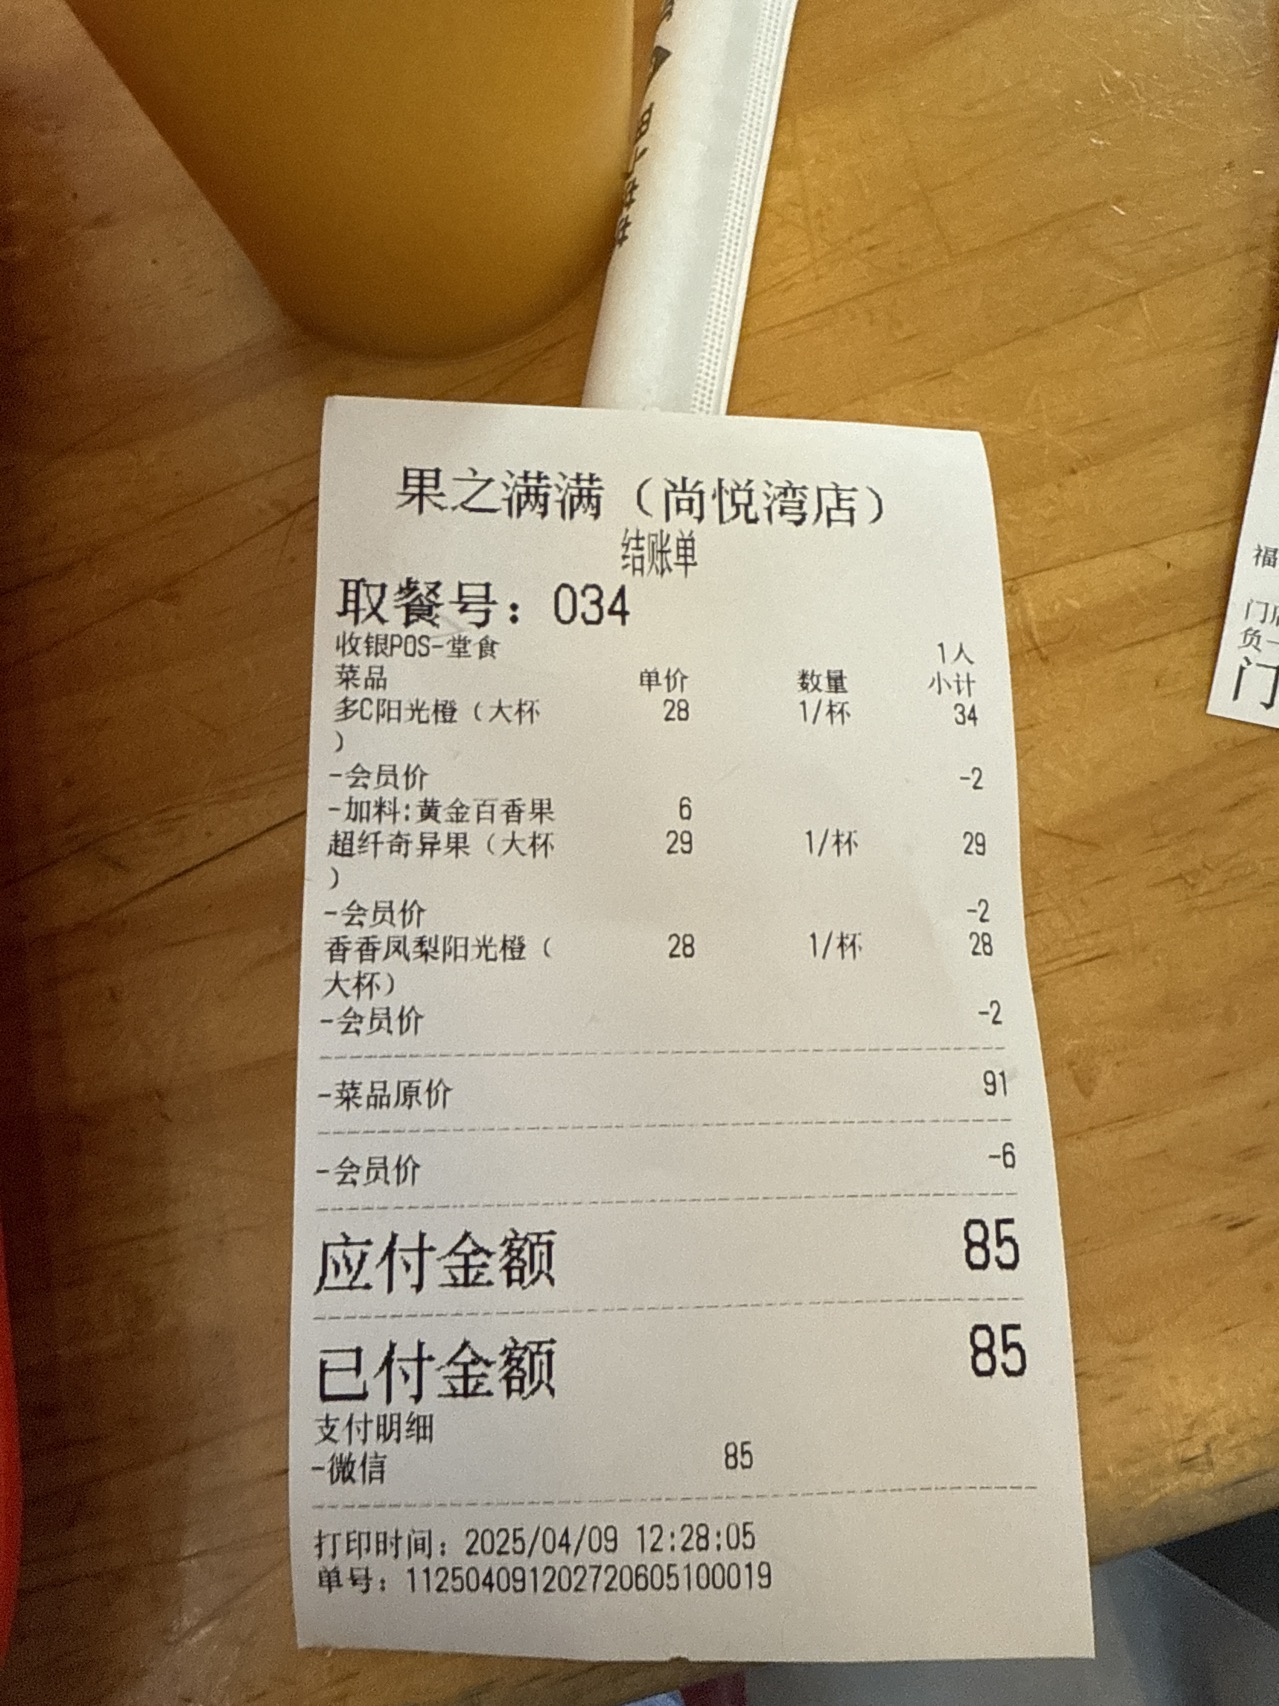 果之满满（尚悦湾店）
结账单
取餐号：034
收银POS-堂食 1人
菜品 单价 数量 小计
多C阳光橙（大杯 28 1/杯 34
）
-会员价 -2
-加料:黄金百香果 6
超纤奇异果（大杯 29 1/杯 29
）
-会员价 -2
香香凤梨阳光橙（ 28 1/杯 28
大杯）
-会员价 -2
-菜品原价 91
-会员价 -6
应付金额 85
已付金额 85
支付明细
-微信 85
打印时间：2025/04/09 12:28:05
单号：112504091202720605100019
福
门店
负一
门